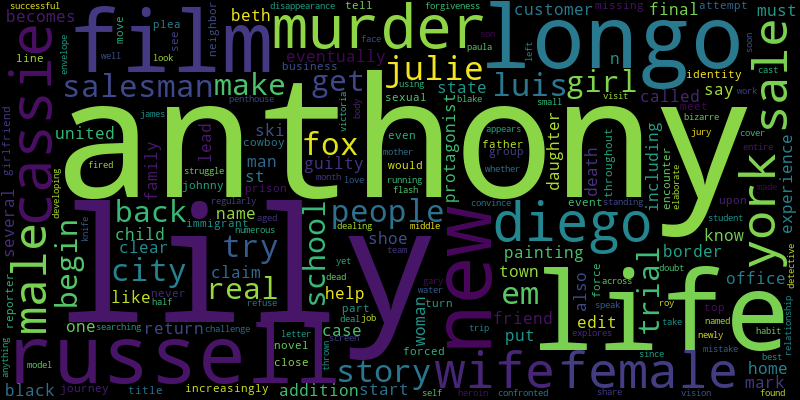 becomes
film
murder
longo
disappearance
tell
forgiveness
missing
attempt
successful
neighbor
plea
see
beth
move
customer
final
must
paula
line
envelope
well
look
son
face
eventually
using
left
soon
cast
work
salesman
make
business
get
julie
state
luis
n
girl
identity
called
say
meet
sale
cassie
anthony
sexual
blake
small
visit
bizarre
jury
cover
penthouse
victoria
body
james
united
ski
cowboy
lead
fox
even
mother
father
appears
group
daughter
death
throughout
including
encounter
elaborate
entire
made
york
experience
girlfriend
several
family
man
guilty
would
whether
protagonist
st
johnny
prison
running
flash
month
love
fired
struggle
developing
regularly
aged
middle
convince
event
standing
upon
student
know
male
begin
back
name
school
people
diego
doubt
detective
relationship
knife
child
immigrant
numerous
shoe
dealing
team
new
painting
border
clear
try
city
claim
real
lily
yet
dead
gary
water
town
force
across
speak
also
trial
office
reporter
like
never
half
help
turn
trip
em
life
roy
top
named
newly
habit
one
searching
return
refuse
challenge
part
deal
job
woman
friend
edit
take
mistake
anything
russell
letter
thrown
case
screen
forced
put
explores
since
best
model
novel
close
story
wife
female
home
mark
black
journey
title
increasingly
addition
start
self
heroin
confronted
share
vision
found